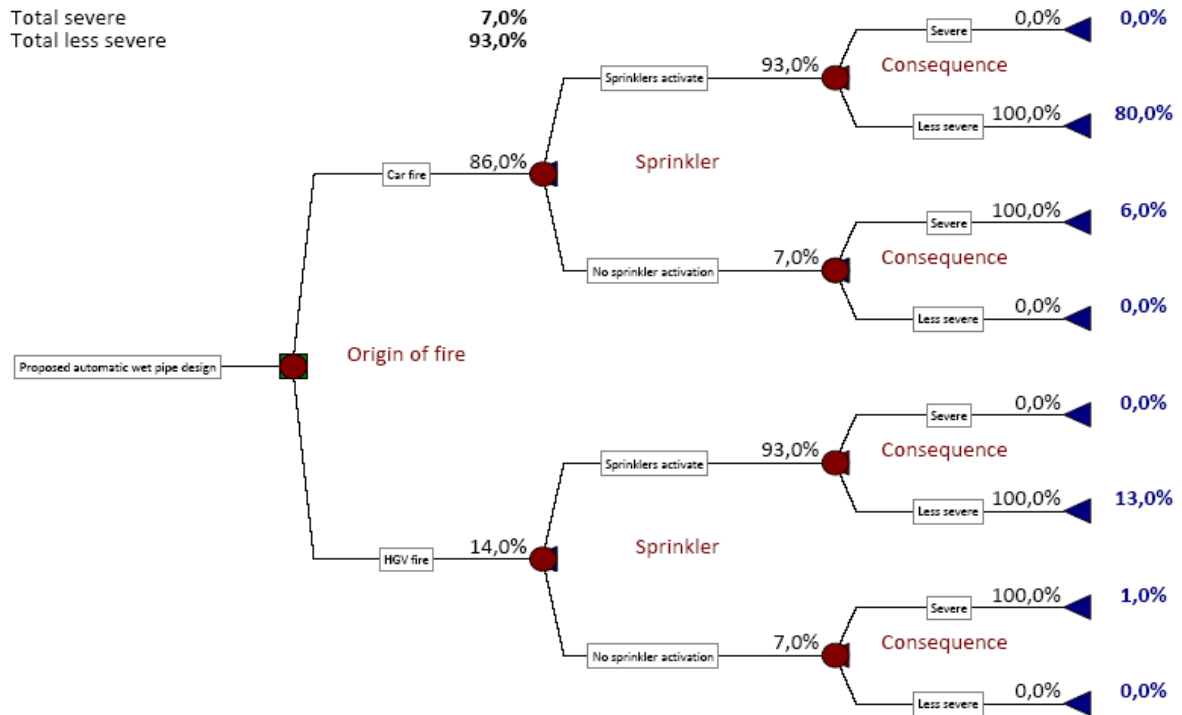 Total severe 7,0%
Total less severe 93,0%
Severe 0,0% 0,0%
Sprinklers activate 93,0% Consequence
Less severe 100,0% 80,0%
Car fire 86,0% Sprinkler
Severe 100,0% 6,0%
No sprinkler activation 7,0% Consequence
Less severe 0,0% 0,0%
Proposed automatic wet pipe design Origin of fire
Severe 0,0% 0,0%
Sprinklers activate 93,0% Consequence
Less severe 100,0% 13,0%
HGV fire 14,0% Sprinkler
Severe 100,0% 1,0%
No sprinkler activation 7,0% Consequence
Less severe 0,0% 0,0%